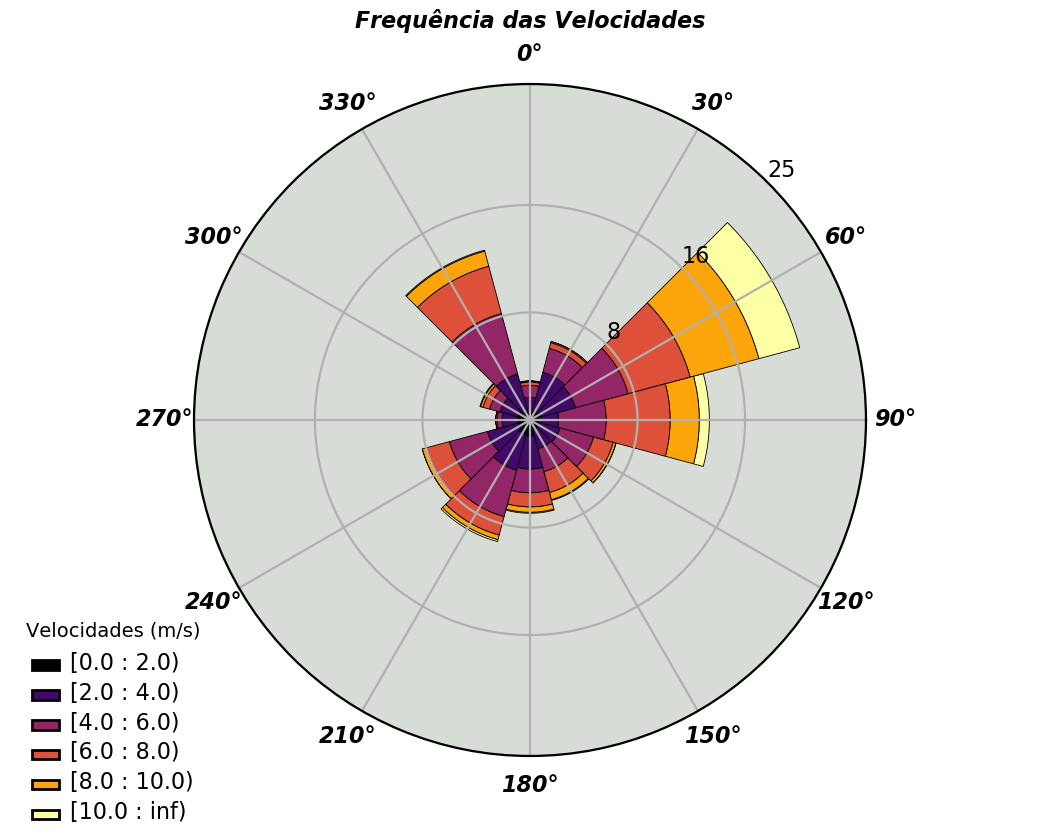 Frequência das Velocidades
0°
330°
30°
25
300°
60°
16
8
270°
90°
240°
120°
210°
150°
180°
Velocidades (m/s)
[0.0 : 2.0)
[2.0 : 4.0)
[4.0 : 6.0)
[6.0 : 8.0)
[8.0 : 10.0)
[10.0 : inf)